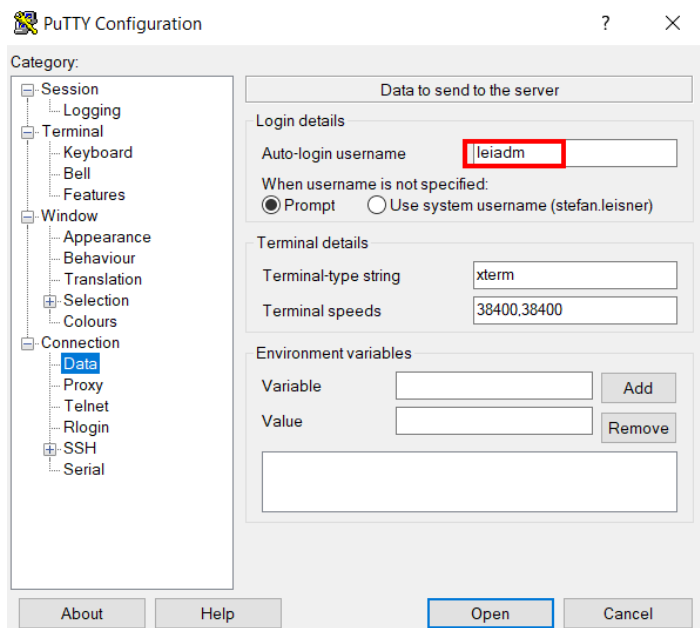 PuTTY Configuration
?
Category:
Session
Logging
Terminal
Keyboard
Bell
Features
Window
Appearance
Behaviour
Translation
Selection
Colours
Connection
Data
Proxy
Telnet
Rlogin
SSH
Serial
Data to send to the server
Login details
Auto-login username leiadm
When username is not specified:
Prompt Use system username (stefan.leisner)
Terminal details
Terminal-type string xterm
Terminal speeds 38400,38400
Environment variables
Variable Add
Value Remove
About Help Open Cancel